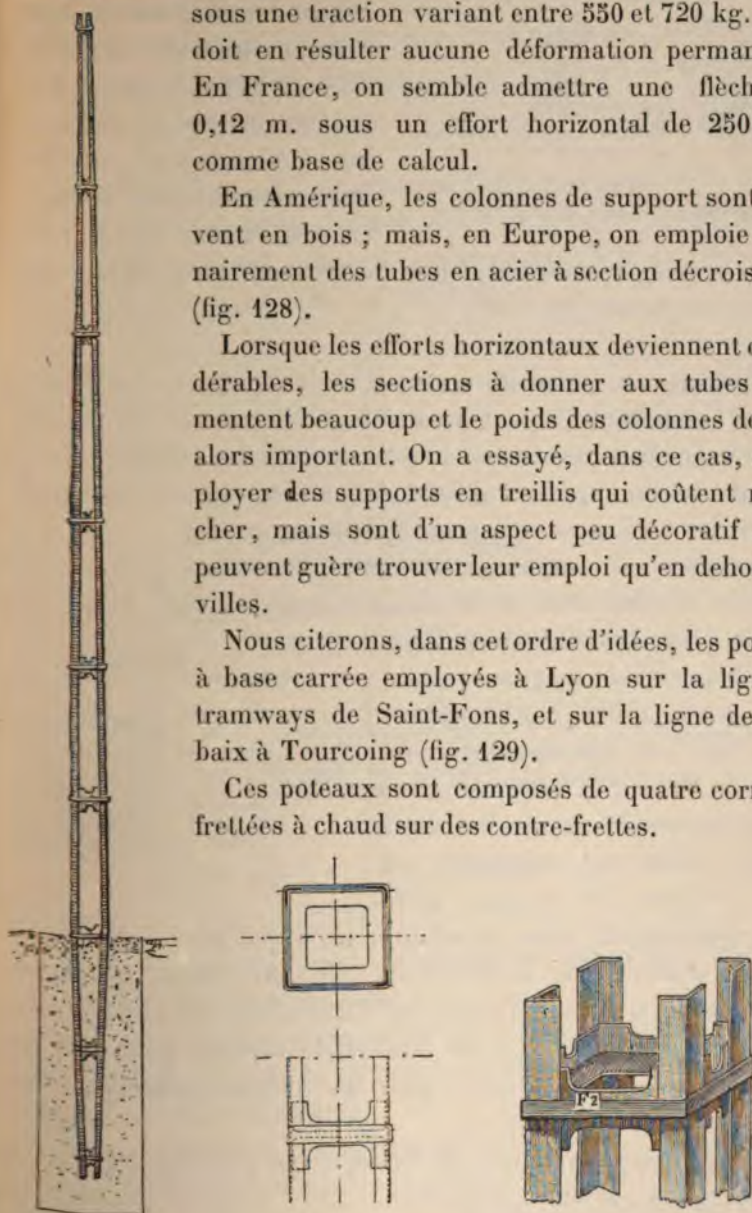 sous une traction variant entre 550 et 720 kg.
doit en résulter aucune déformation perman
En France, on semble admettre une flèch
0,12 m. sous un effort horizontal de 250
comme base de calcul.
En Amérique, les colonnes de support sont
vent en bois ; mais, en Europe, on emploie
nairement des tubes en acier à section décrois
(fig. 128).
Lorsque les efforts horizontaux deviennent
dérables, les sections à donner aux tubes
mentent beaucoup et le poids des colonnes de
alors important. On a essayé, dans ce cas,
ployer des supports en treillis qui coûtent
cher, mais sont d'un aspect peu décoratif
peuvent guère trouver leur emploi qu'en deho
villes.
Nous citerons, dans cet ordre d'idées, les po
à base carrée employés à Lyon sur la lig
tramways de Saint-Fons, et sur la ligne de
baix à Tourcoing (fig. 129).
Ces poteaux sont composés de quatre cor
frettées à chaud sur des contre-frettes.
F2